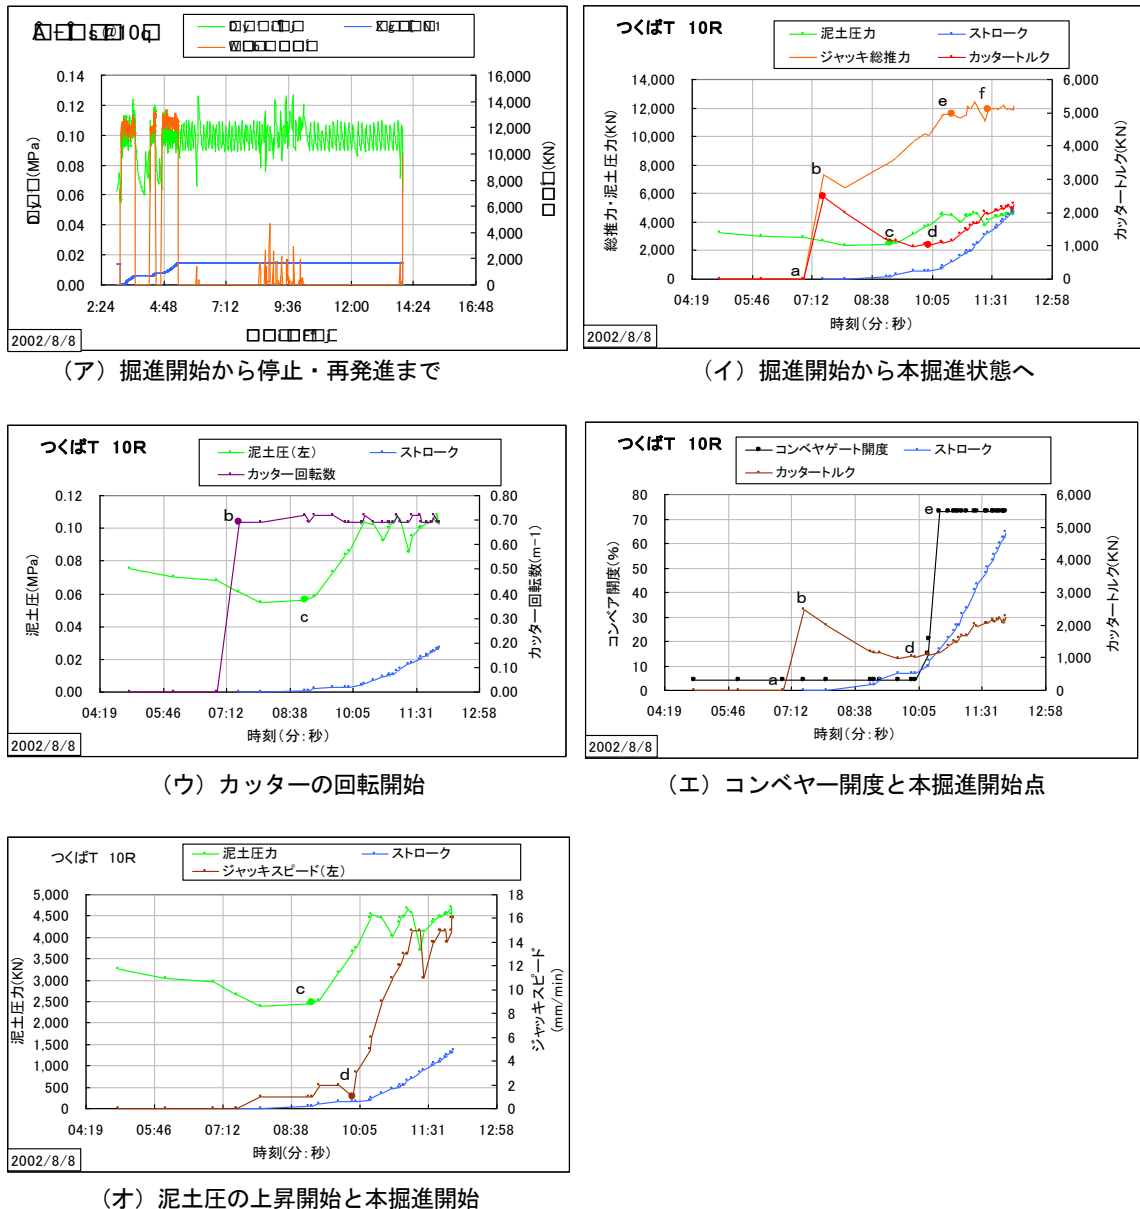 0.14
0.12
0.10
0.08
0.06
0.04
0.02
0.00
(MPa)
16,000
14,000
12,000
10,000
8,000
6,000
4,000
2,000
0
(KN)
2:24 4:48 7:12 9:36 12:00 14:24 16:48
2002/8/8
(ア) 掘進開始から停止・再発進まで
つくばT 10R
泥土圧力 ストローク
ジャッキ総推力 カッタートルク
総推力・泥土圧力(KN)
14,000
12,000
10,000
8,000
6,000
4,000
2,000
0
a
b
c
d
e
f
6,000
5,000
4,000
3,000
2,000
1,000
0
カッタートルク(KN)
04:19 05:46 07:12 08:38 10:05 11:31 12:58
時刻(分:秒)
2002/8/8
(イ) 掘進開始から本掘進状態へ
つくばT 10R
泥土圧(左) ストローク
カッター回転数
泥土圧(MPa)
0.12
0.10
0.08
0.06
0.04
0.02
0.00
b
c
0.80
0.70
0.60
0.50
0.40
0.30
0.20
0.10
0.00
カッター回転数(m-1)
04:19 05:46 07:12 08:38 10:05 11:31 12:58
時刻(分:秒)
2002/8/8
(ウ) カッターの回転開始
つくばT 10R
コンベヤゲート開度 ストローク
カッタートルク
コンベア開度(%)
80
70
60
50
40
30
20
10
0
a
b
d
e
6,000
5,000
4,000
3,000
2,000
1,000
0
カッタートルク(KN)
04:19 05:46 07:12 08:38 10:05 11:31 12:58
時刻(分:秒)
2002/8/8
(エ) コンベヤー開度と本掘進開始点
つくばT 10R
泥土圧力 ストローク
ジャッキスピード(左)
泥土圧力(KN)
5,000
4,500
4,000
3,500
3,000
2,500
2,000
1,500
1,000
500
0
c
d
18
16
14
12
10
8
6
4
2
0
ジャッキスピード
(mm/min)
04:19 05:46 07:12 08:38 10:05 11:31 12:58
時刻(分:秒)
2002/8/8
(オ) 泥土圧の上昇開始と本掘進開始